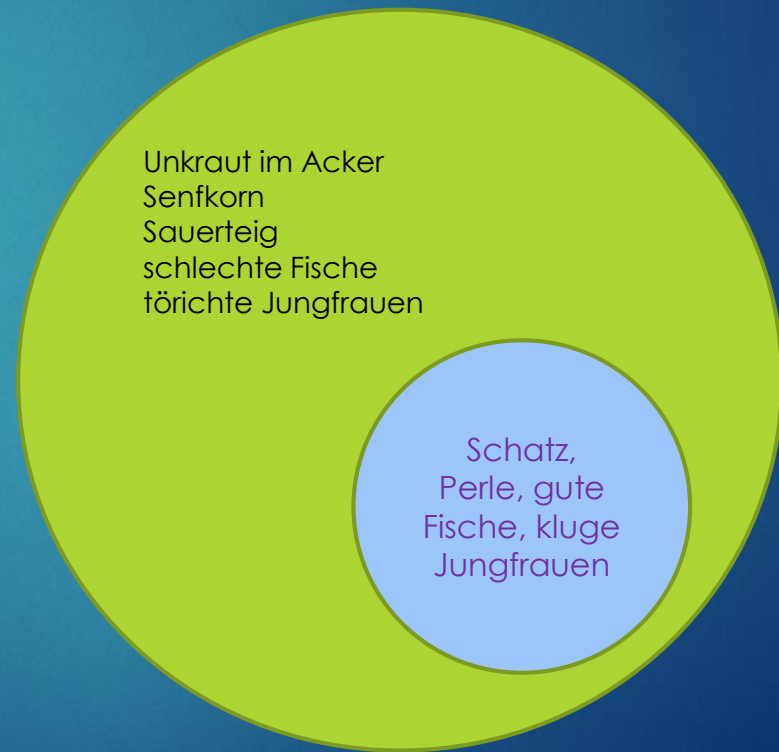 Unkraut im Acker
Senfkorn
Sauerteig
schlechte Fische
törichte Jungfrauen
Schatz,
Perle, gute
Fische, kluge
Jungfrauen